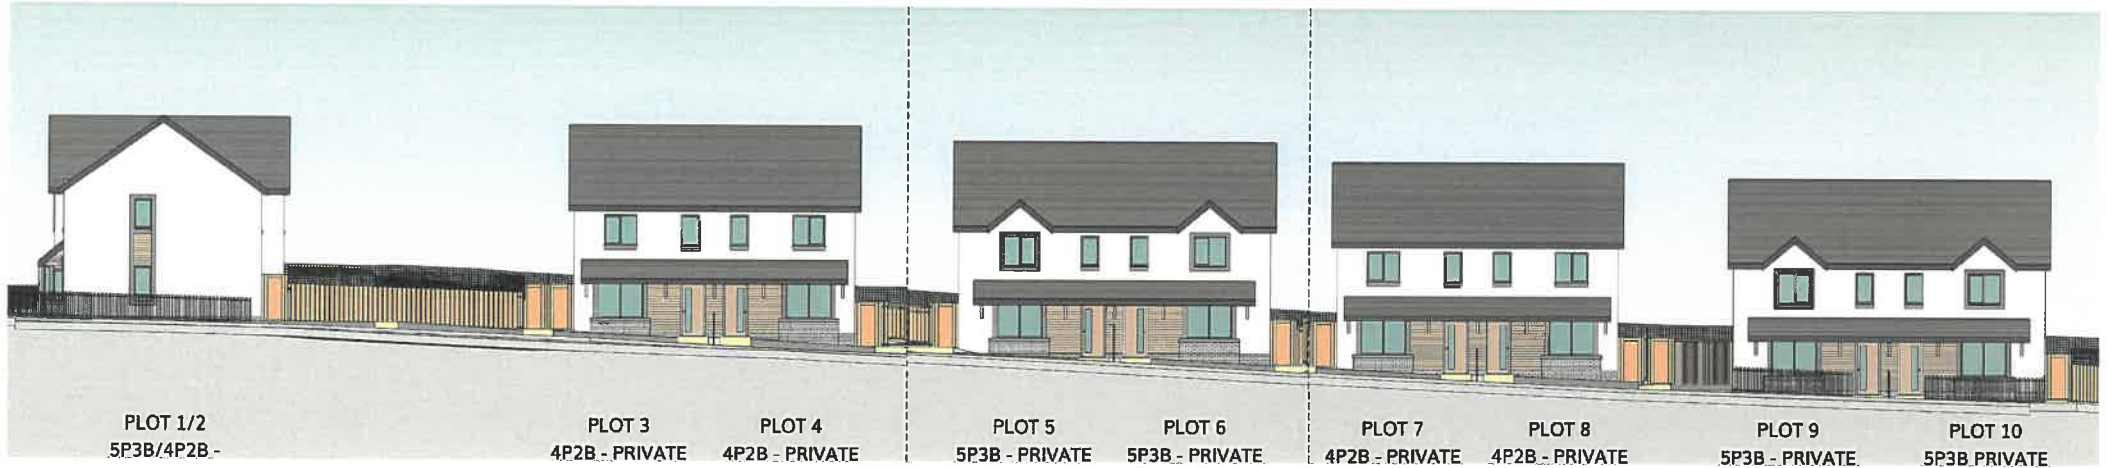 PLOT 1/2
5P3B/4P2B -
PLOT 3
4P2B - PRIVATE
PLOT 4
4P2B - PRIVATE
PLOT 5
5P3B - PRIVATE
PLOT 6
5P3B - PRIVATE
PLOT 7
4P2B - PRIVATE
PLOT 8
4P2B - PRIVATE
PLOT 9
5P3B - PRIVATE
PLOT 10
5P3B PRIVATE